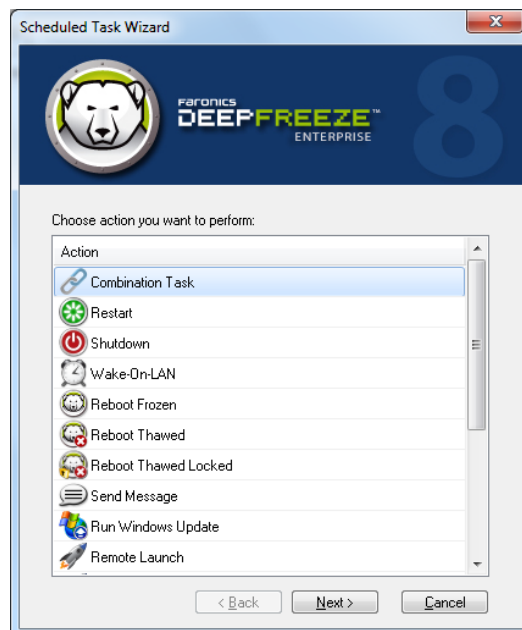 Scheduled Task Wizard
Faronics
DEEPFREEZE™
ENTERPRISE
8
Choose action you want to perform:
Action
Combination Task
Restart
Shutdown
Wake-On-LAN
Reboot Frozen
Reboot Thawed
Reboot Thawed Locked
Send Message
Run Windows Update
Remote Launch
< Back Next > Cancel